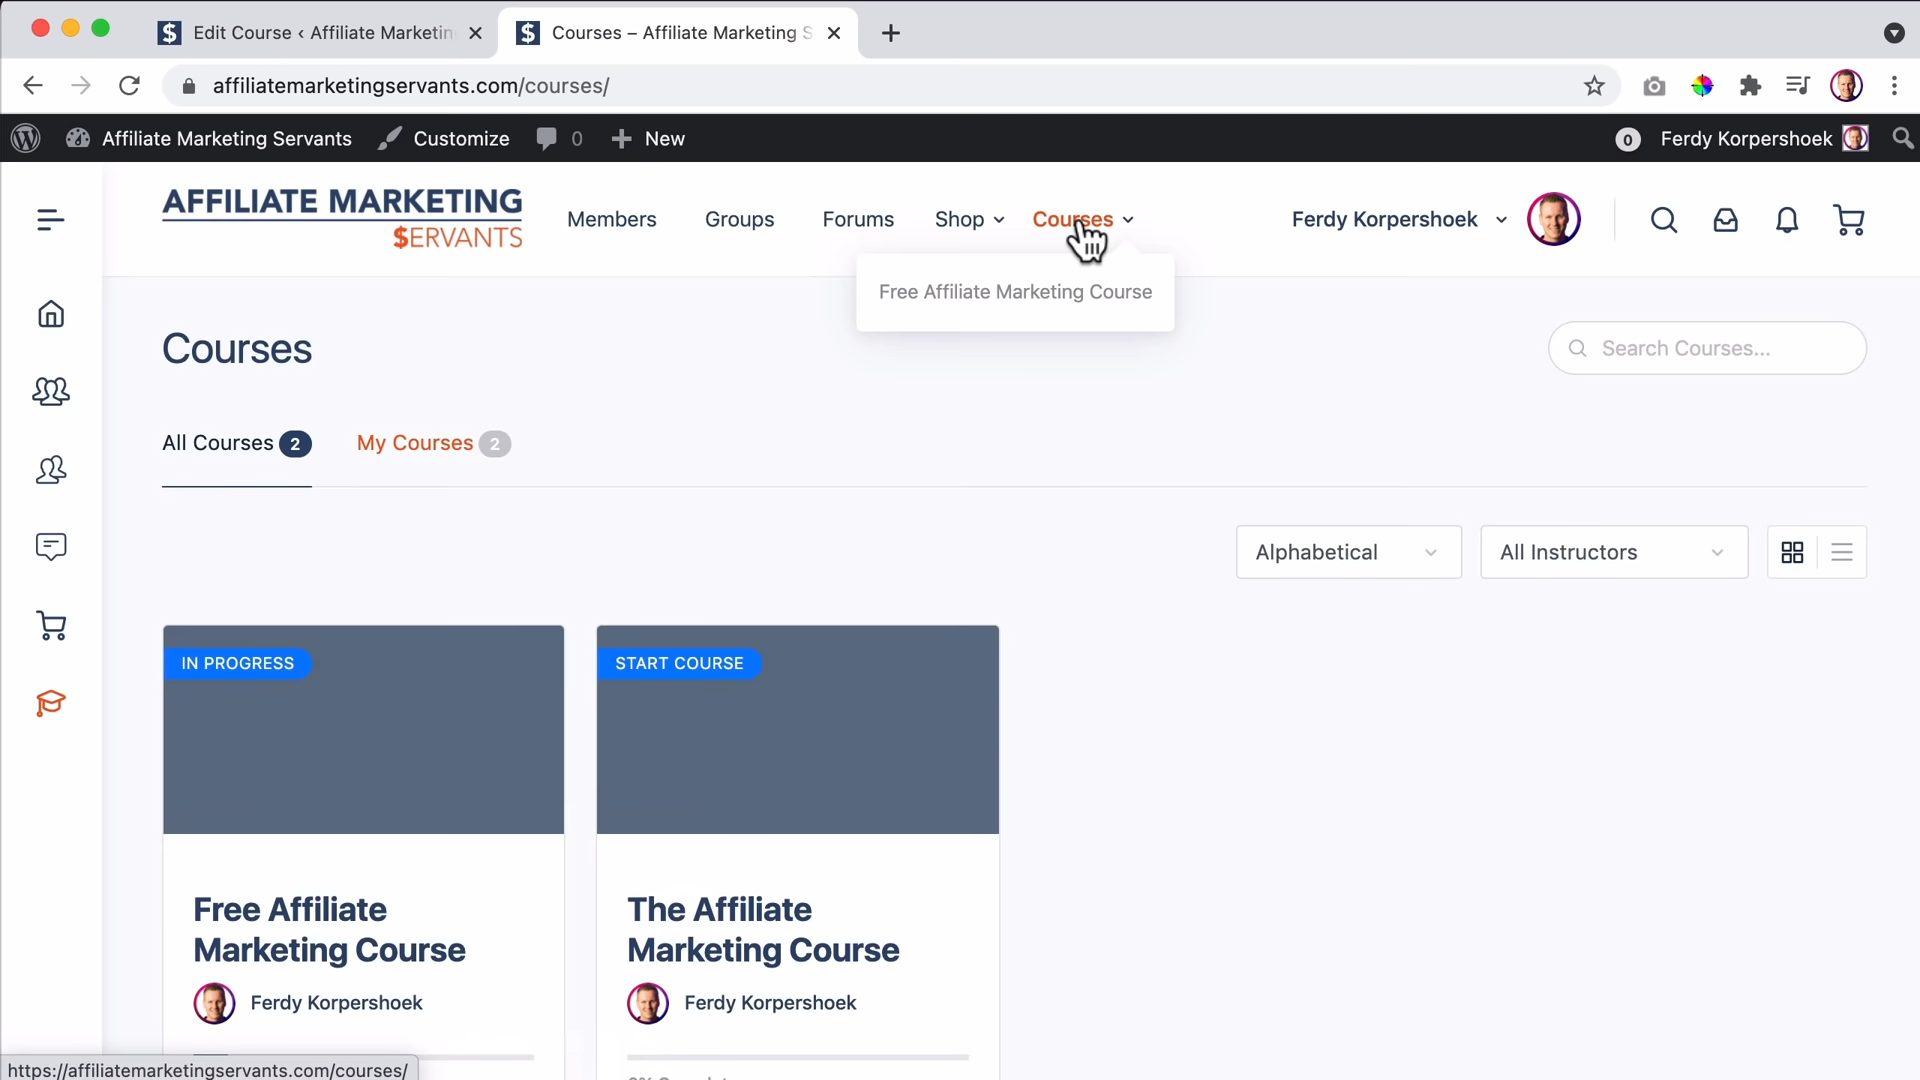 Edit Course ‹ Affiliate Marketin
Courses – Affiliate Marketing S
affiliatemarketingservants.com/courses/
Affiliate Marketing Servants
Customize
0
New
0
Ferdy Korpershoek
AFFILIATE MARKETING
$ERVANTS
Members
Groups
Forums
Shop
Courses
Ferdy Korpershoek
Free Affiliate Marketing Course
Courses
Search Courses...
All Courses 2
My Courses 2
Alphabetical
All Instructors
IN PROGRESS
START COURSE
Free Affiliate
Marketing Course
Ferdy Korpershoek
The Affiliate
Marketing Course
Ferdy Korpershoek
https://affiliatemarketingservants.com/courses/